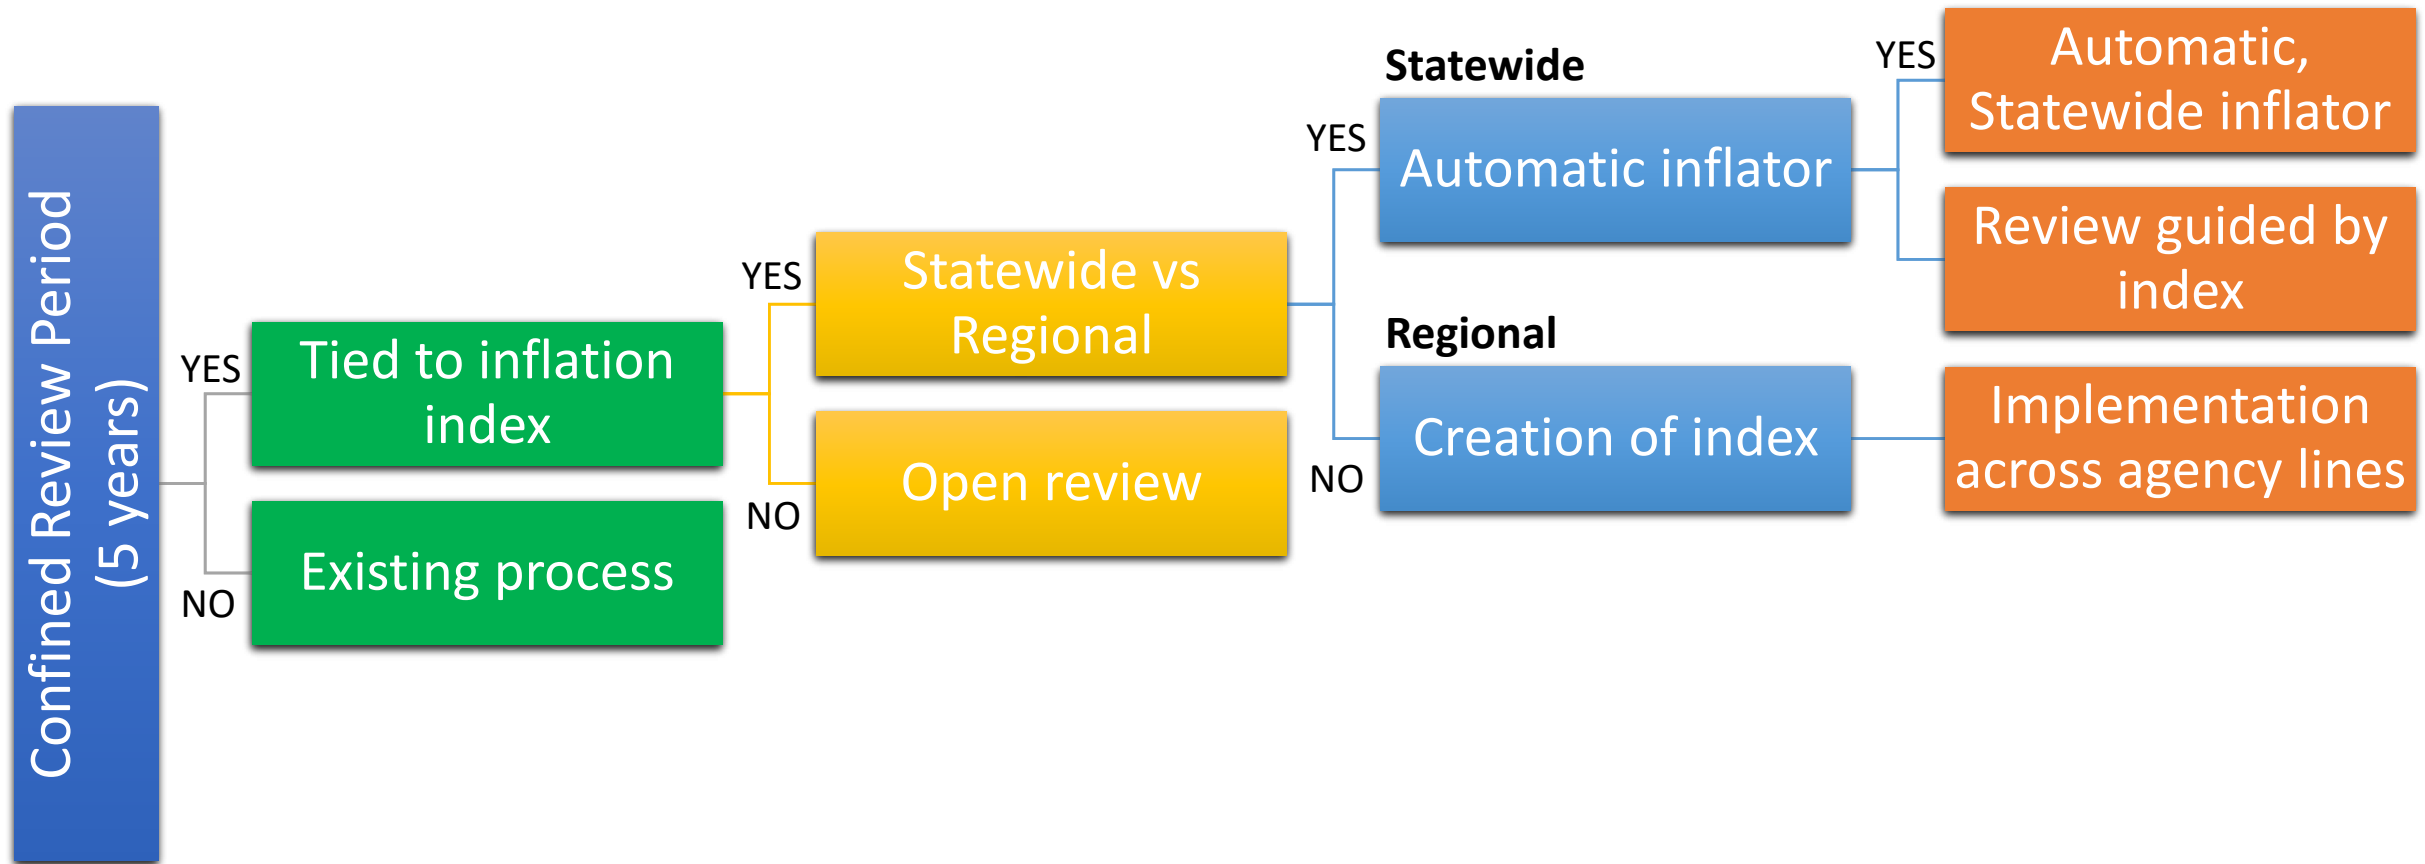 Confined Review Period
(5 years)
YES
Tied to inflation
index
NO
Existing process
YES
Statewide vs
Regional
NO
Open review
Statewide
YES
Automatic inflator
Regional
NO
Creation of index
YES
Automatic,
Statewide inflator
Review guided by
index
Implementation
across agency lines